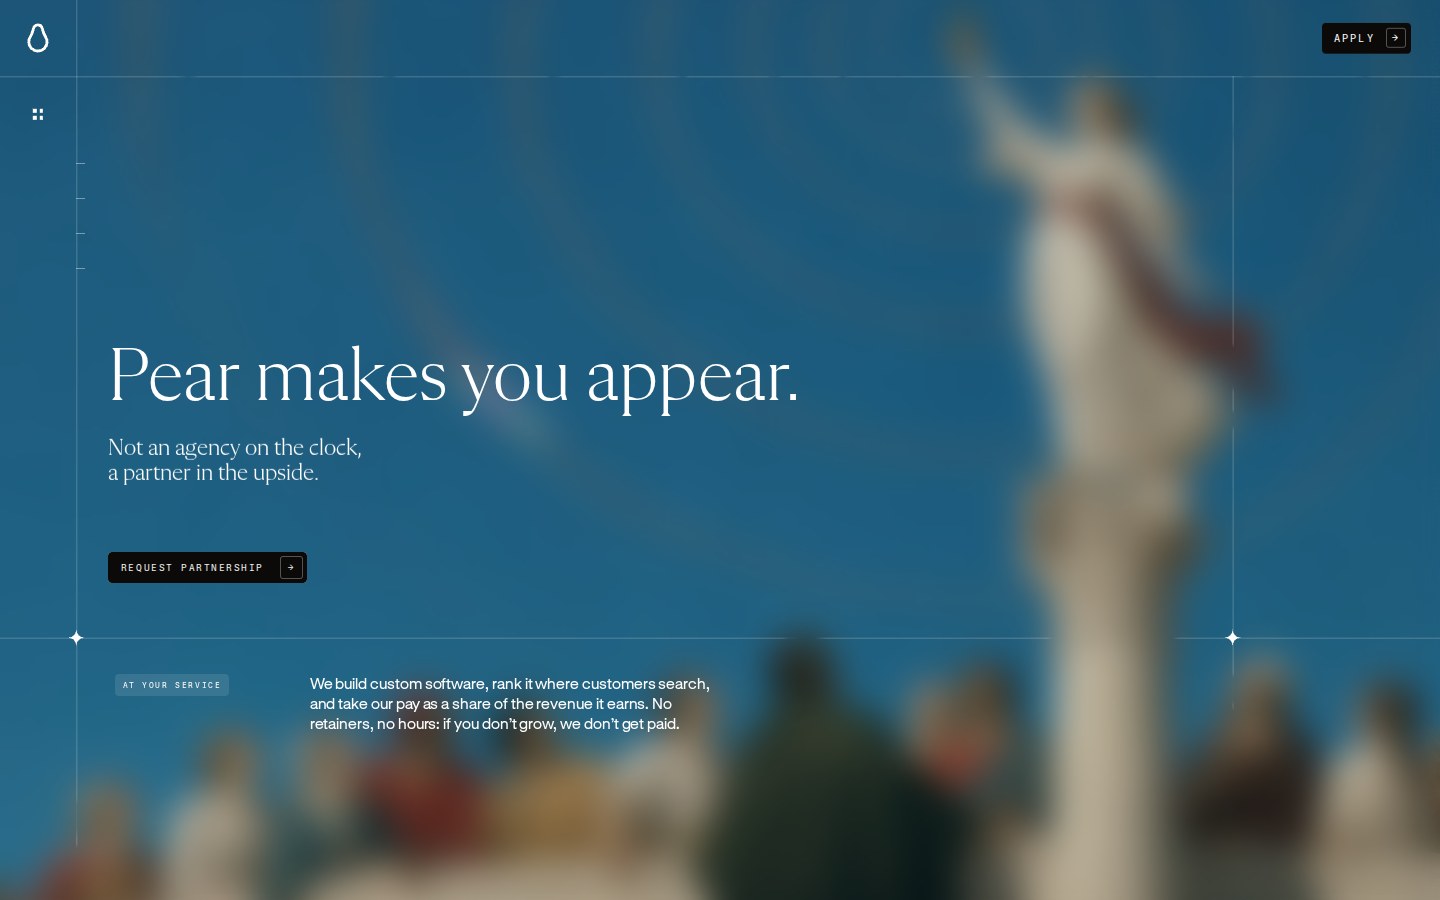 APPLY
Pear makes you appear.
Not an agency on the clock,
a partner in the upside.
REQUEST PARTNERSHIP
AT YOUR SERVICE
We build custom software, rank it where customers search,
and take our pay as a share of the revenue it earns. No
retainers, no hours: if you don’t grow, we don’t get paid.